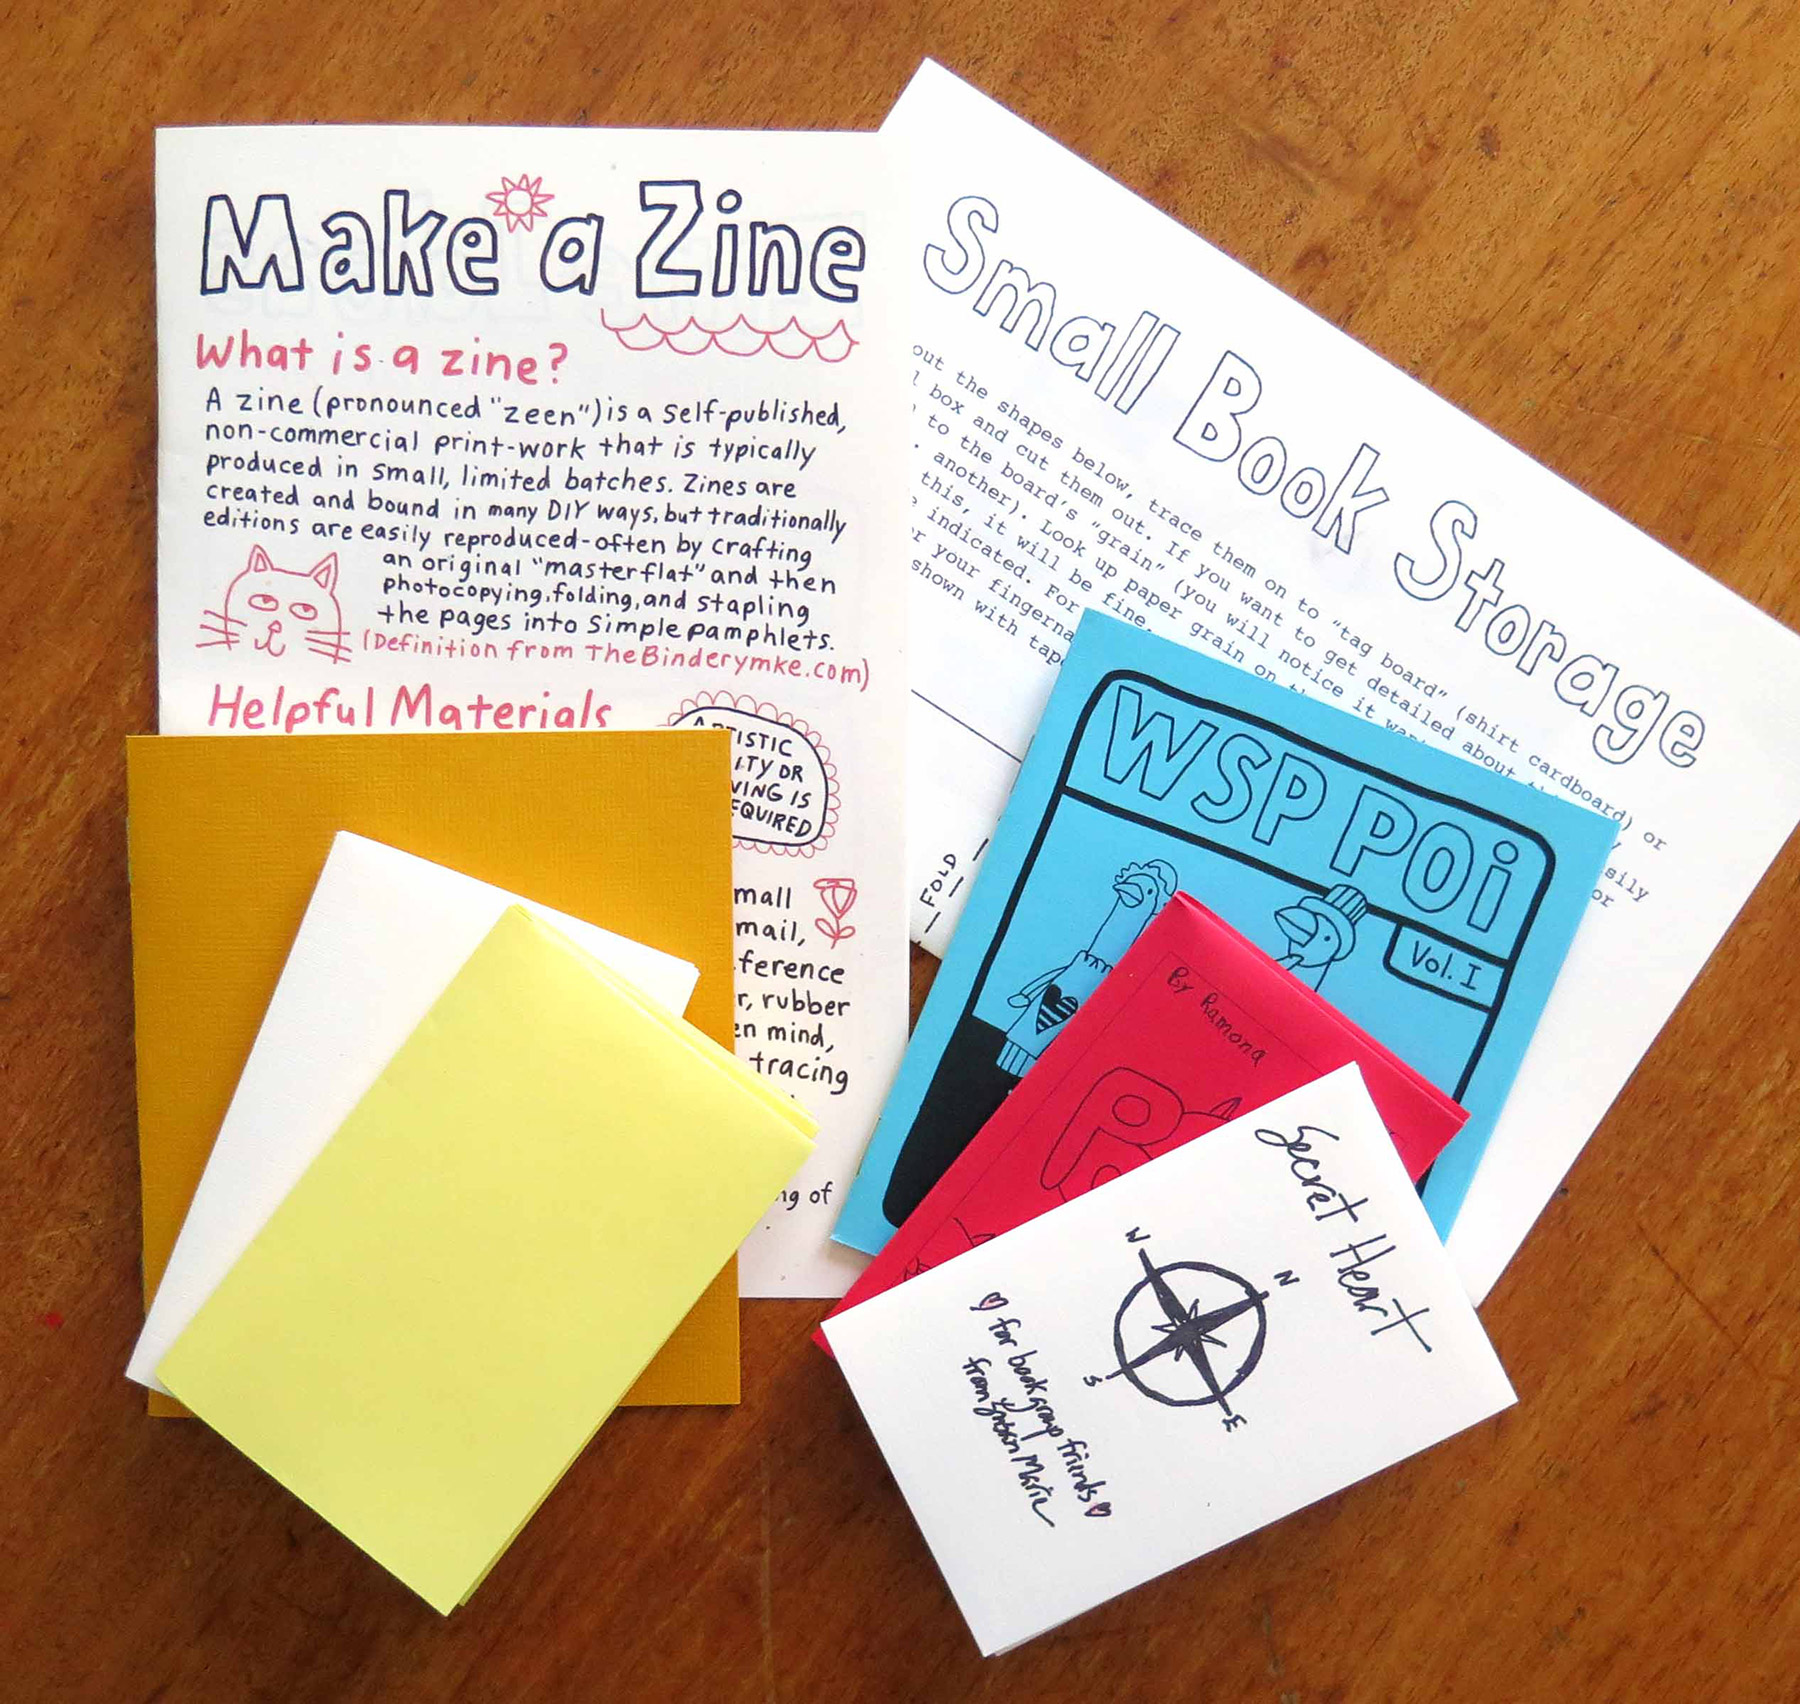 Make a Zine
What is a zine?
A zine (pronounced "zeen") is a self-published,
non-commercial print-work that is typically
produced in small, limited batches. Zines are
created and bound in many DIY ways, but traditionally
editions are easily reproduced-often by crafting
an original "masterflat" and then
photocopying, folding, and stapling
the pages into simple pamphlets.
(Definition from TheBinderymke.com)
Helpful Materials
EQUIRED
mall
mail,
ference
r, rubber
en mind,
tracing
ng of
Small Book Storage
out the shapes below, trace them on to "tag board" (shirt cardboard) or
l box and cut them out. If you want to get detailed about
to the board's "grain" (you will notice it
another). Look up paper grain on
this, it will be fine.
indicated. For
r your fingerna
shown with tape
sily
or
FOLD
WSP POi
Vol. I
By Ramona
Secret Heart
N
N
S
E
for book group friends
from Marie